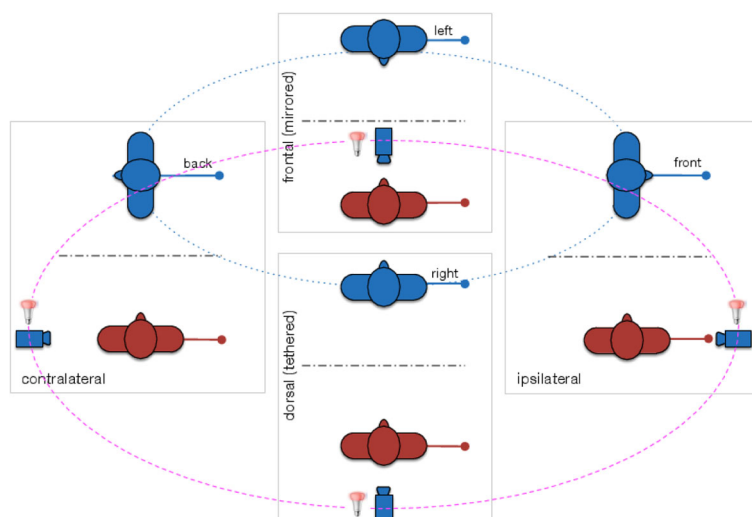 left
frontal (mirrored)
back
front
right
contralateral
dorsal (tethered)
ipsilateral